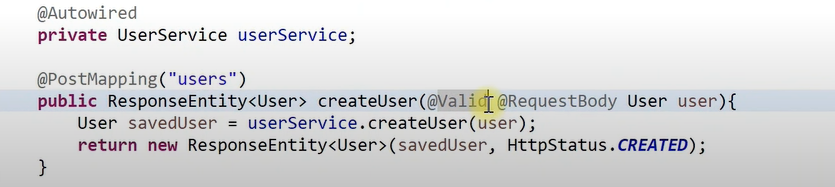 @Autowired
private UserService userService;
@PostMapping("users")
public ResponseEntity<User> createUser(@Valid @RequestBody User user){
User savedUser = userService.createUser(user);
return new ResponseEntity<User>(savedUser, HttpStatus.CREATED);
}